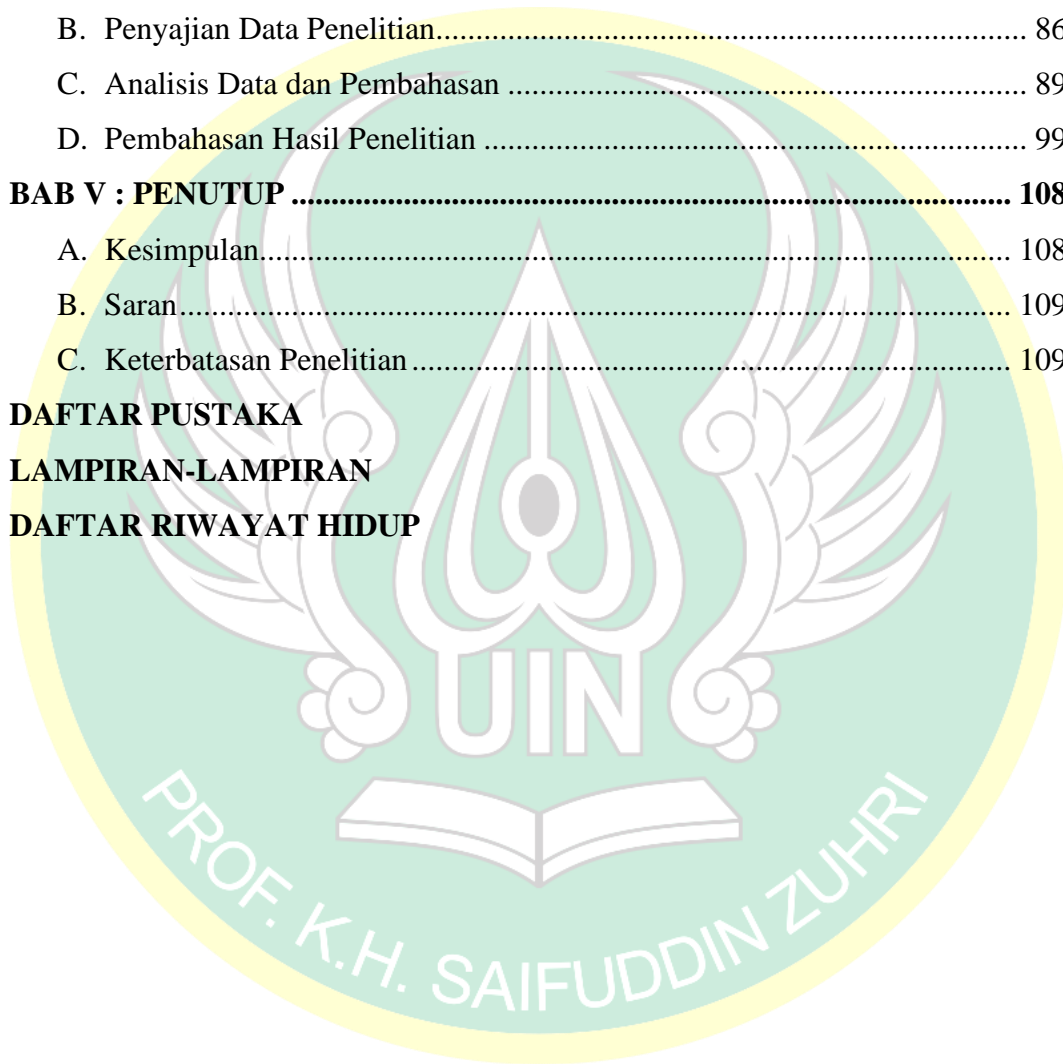 B. Penyajian Data Penelitian.......................................................................... 86
C. Analisis Data dan Pembahasan ................................................................. 89
D. Pembahasan Hasil Penelitian .................................................................... 99
BAB V : PENUTUP ......................................................................................... 108
A. Kesimpulan.............................................................................................. 108
B. Saran........................................................................................................ 109
C. Keterbatasan Penelitian ........................................................................... 109
DAFTAR PUSTAKA
LAMPIRAN-LAMPIRAN
DAFTAR RIWAYAT HIDUP
UIN
PROF. K.H. SAIFUDDIN ZUHRI